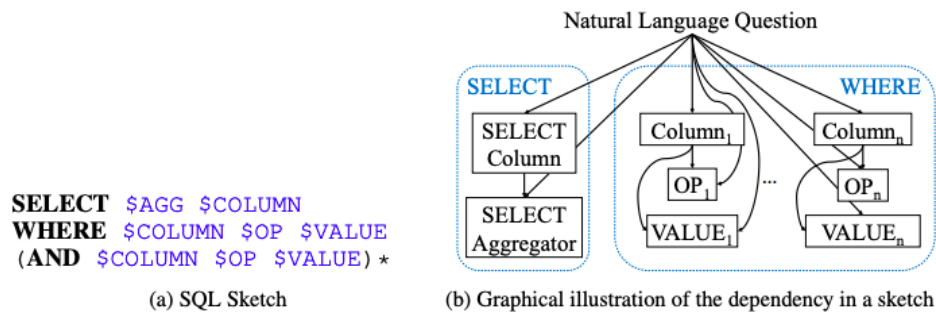 Natural Language Question
SELECT
WHERE
SELECT
Column
SELECT
Aggregator
Column1
OP1
VALUE1
...
Columnn
OPn
VALUEn
SELECT $AGG $COLUMN
WHERE $COLUMN $OP $VALUE
(AND $COLUMN $OP $VALUE)*
(a) SQL Sketch
(b) Graphical illustration of the dependency in a sketch